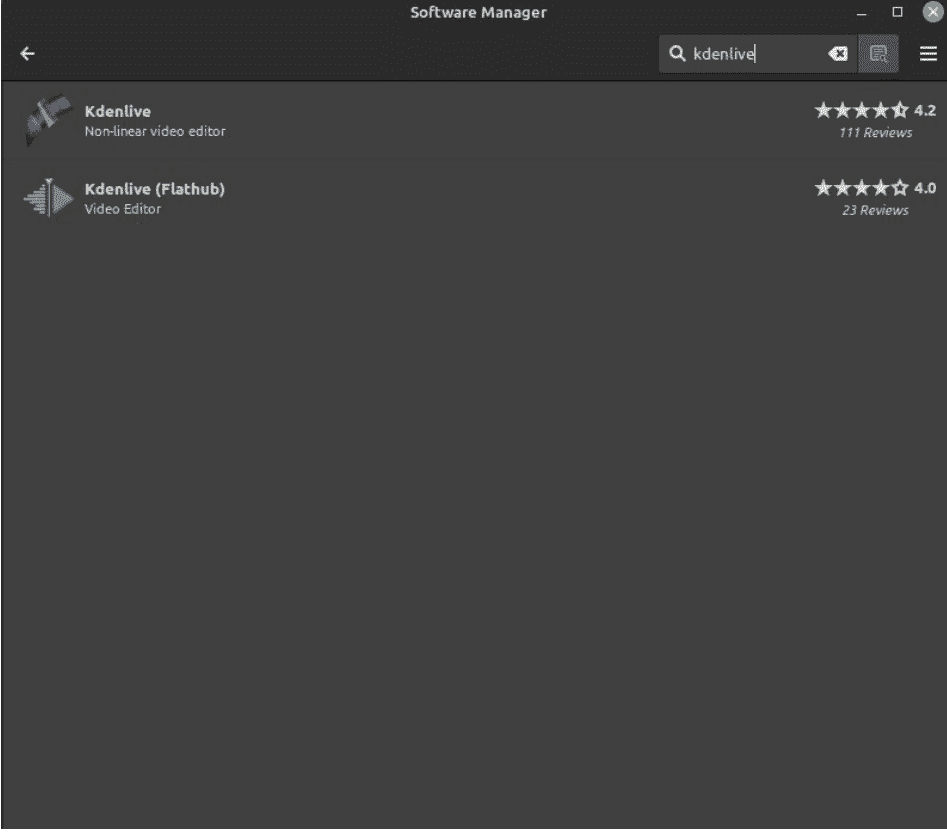 Software Manager
kdenlive
Kdenlive
Non-linear video editor
4.2
111 Reviews
Kdenlive (Flathub)
Video Editor
4.0
23 Reviews